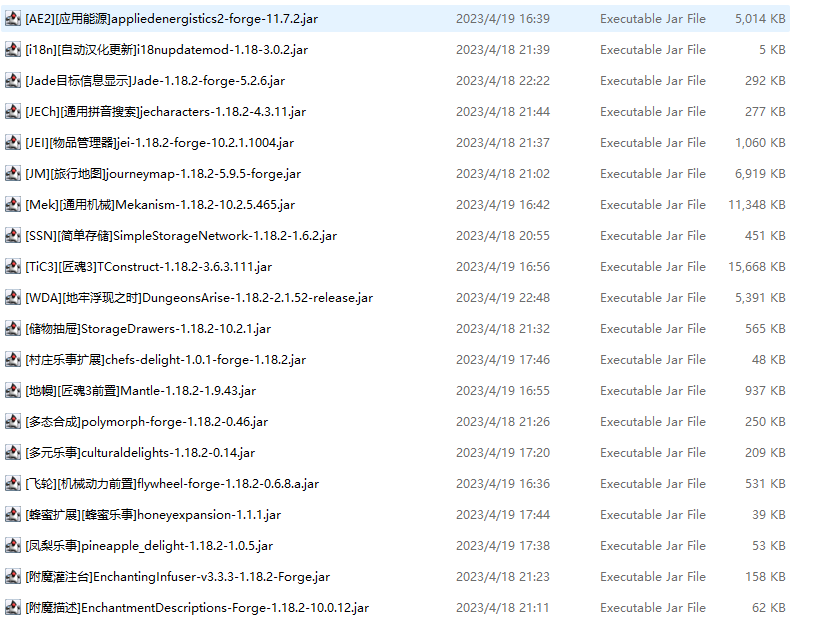 [AE2][应用能源]appliedenergistics2-forge-11.7.2.jar 2023/4/19 16:39 Executable Jar File 5,014 KB
[i18n][自动汉化更新]i18nupdatemod-1.18-3.0.2.jar 2023/4/18 21:39 Executable Jar File 5 KB
[Jade目标信息显示]Jade-1.18.2-forge-5.2.6.jar 2023/4/18 22:22 Executable Jar File 292 KB
[JECh][通用拼音搜索]jecharacters-1.18.2-4.3.11.jar 2023/4/18 21:44 Executable Jar File 277 KB
[JEI][物品管理器]jei-1.18.2-forge-10.2.1.1004.jar 2023/4/18 21:37 Executable Jar File 1,060 KB
[JM][旅行地图]journeymap-1.18.2-5.9.5-forge.jar 2023/4/18 21:02 Executable Jar File 6,919 KB
[Mek][通用机械]Mekanism-1.18.2-10.2.5.465.jar 2023/4/19 16:42 Executable Jar File 11,348 KB
[SSN][简单存储]SimpleStorageNetwork-1.18.2-1.6.2.jar 2023/4/18 20:55 Executable Jar File 451 KB
[TiC3][匠魂3]TConstruct-1.18.2-3.6.3.111.jar 2023/4/19 16:56 Executable Jar File 15,668 KB
[WDA][地牢浮现之时]DungeonsArise-1.18.2-2.1.52-release.jar 2023/4/19 22:48 Executable Jar File 5,391 KB
[储物抽屉]StorageDrawers-1.18.2-10.2.1.jar 2023/4/18 21:32 Executable Jar File 565 KB
[村庄乐事扩展]chefs-delight-1.0.1-forge-1.18.2.jar 2023/4/19 17:46 Executable Jar File 48 KB
[地幔][匠魂3前置]Mantle-1.18.2-1.9.43.jar 2023/4/19 16:55 Executable Jar File 937 KB
[多态合成]polymorph-forge-1.18.2-0.46.jar 2023/4/18 21:26 Executable Jar File 250 KB
[多元乐事]culturaldelights-1.18.2-0.14.jar 2023/4/19 17:20 Executable Jar File 209 KB
[飞轮][机械动力前置]flywheel-forge-1.18.2-0.6.8.a.jar 2023/4/19 16:36 Executable Jar File 531 KB
[蜂蜜扩展][蜂蜜乐事]honeyexpansion-1.1.1.jar 2023/4/19 17:44 Executable Jar File 39 KB
[凤梨乐事]pineapple_delight-1.18.2-1.0.5.jar 2023/4/19 17:38 Executable Jar File 53 KB
[附魔灌注台]EnchantingInfuser-v3.3.3-1.18.2-Forge.jar 2023/4/18 21:23 Executable Jar File 158 KB
[附魔描述]EnchantmentDescriptions-Forge-1.18.2-10.0.12.jar 2023/4/18 21:11 Executable Jar File 62 KB